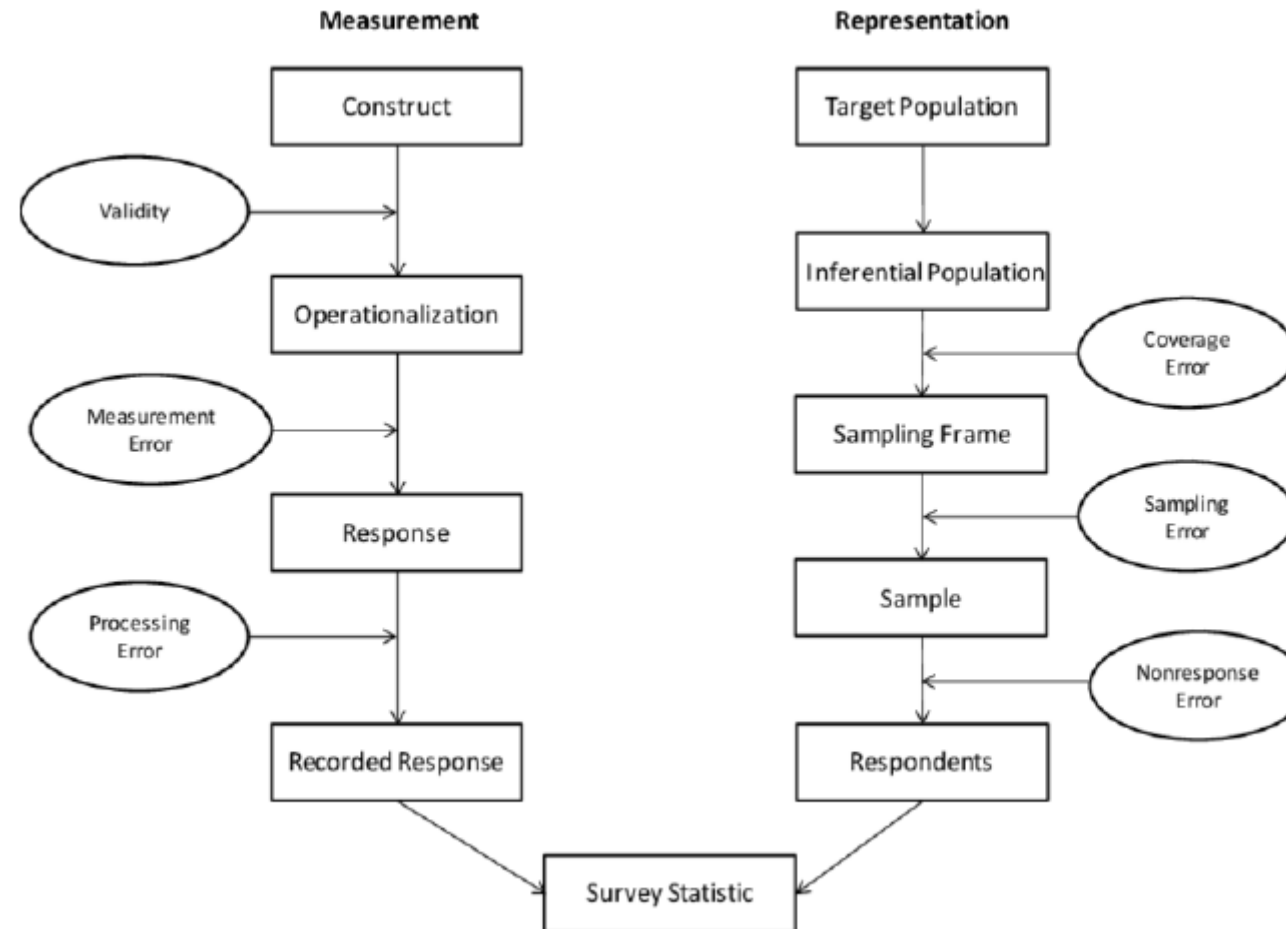 Measurement
Representation
Construct
Target Population
Validity
Inferential Population
Operationalization
Coverage
Error
Measurement
Error
Sampling Frame
Sampling
Error
Response
Sample
Processing
Error
Nonresponse
Error
Recorded Response
Respondents
Survey Statistic